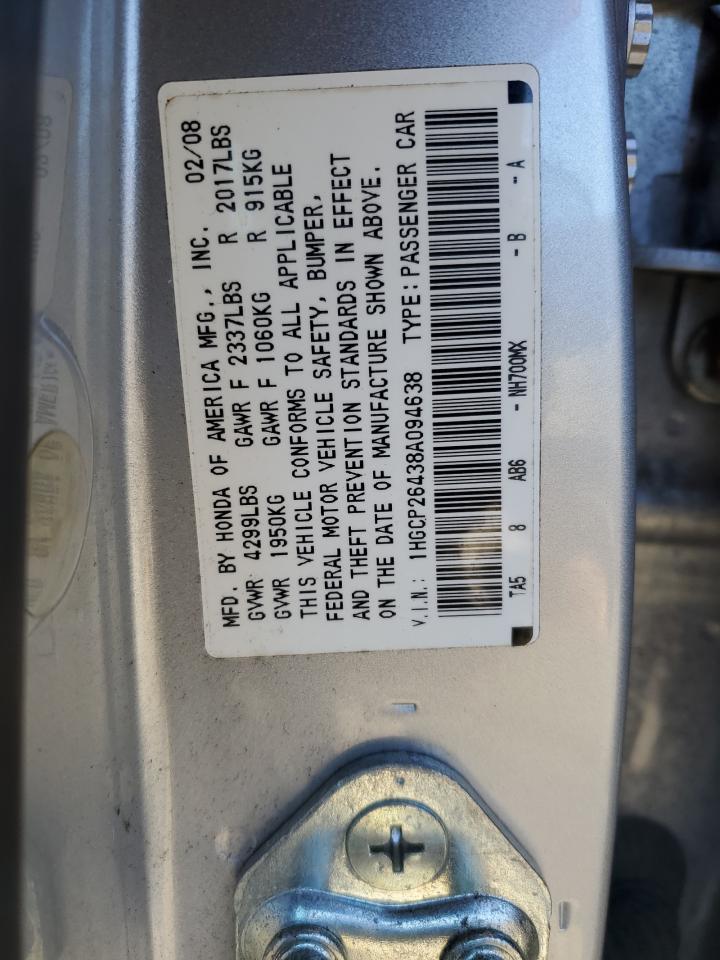 MFD. BY HONDA OF AMERICA MFG., INC. 02/08
GVWR 4299LBS GAWR F 2337LBS R 2017LBS
GVWR 1950KG GAWR F 1060KG R 915KG
THIS VEHICLE CONFORMS TO ALL APPLICABLE
FEDERAL MOTOR VEHICLE SAFETY, BUMPER,
AND THEFT PREVENTION STANDARDS IN EFFECT
ON THE DATE OF MANUFACTURE SHOWN ABOVE.
V.I.N.: 1HGCP26438A094638 TYPE: PASSENGER CAR
TA5 8 AB6 - NH700MX - B - A